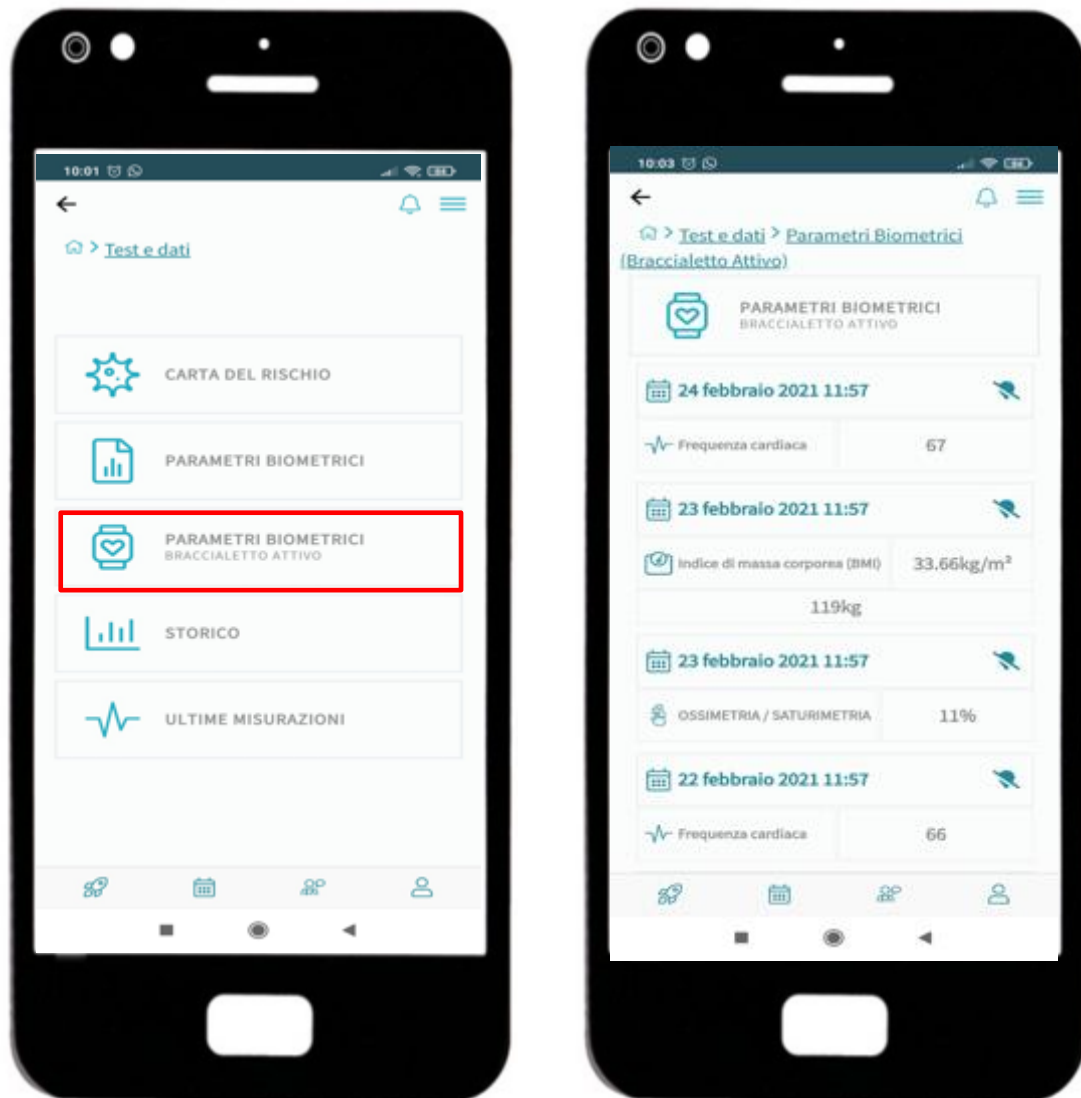 10:01
> Test e dati
CARTA DEL RISCHIO
PARAMETRI BIOMETRICI
PARAMETRI BIOMETRICI
BRACCIALETTO ATTIVO
STORICO
ULTIME MISURAZIONI
10:03
> Test e dati > Parametri Biometrici
(Braccialetto Attivo)
PARAMETRI BIOMETRICI
BRACCIALETTO ATTIVO
24 febbraio 2021 11:57
Frequenza cardiaca 67
23 febbraio 2021 11:57
Indice di massa corporea (BMI) 33.66kg/m²
119kg
23 febbraio 2021 11:57
OSSIMETRIA / SATURIMETRIA 11%
22 febbraio 2021 11:57
Frequenza cardiaca 66